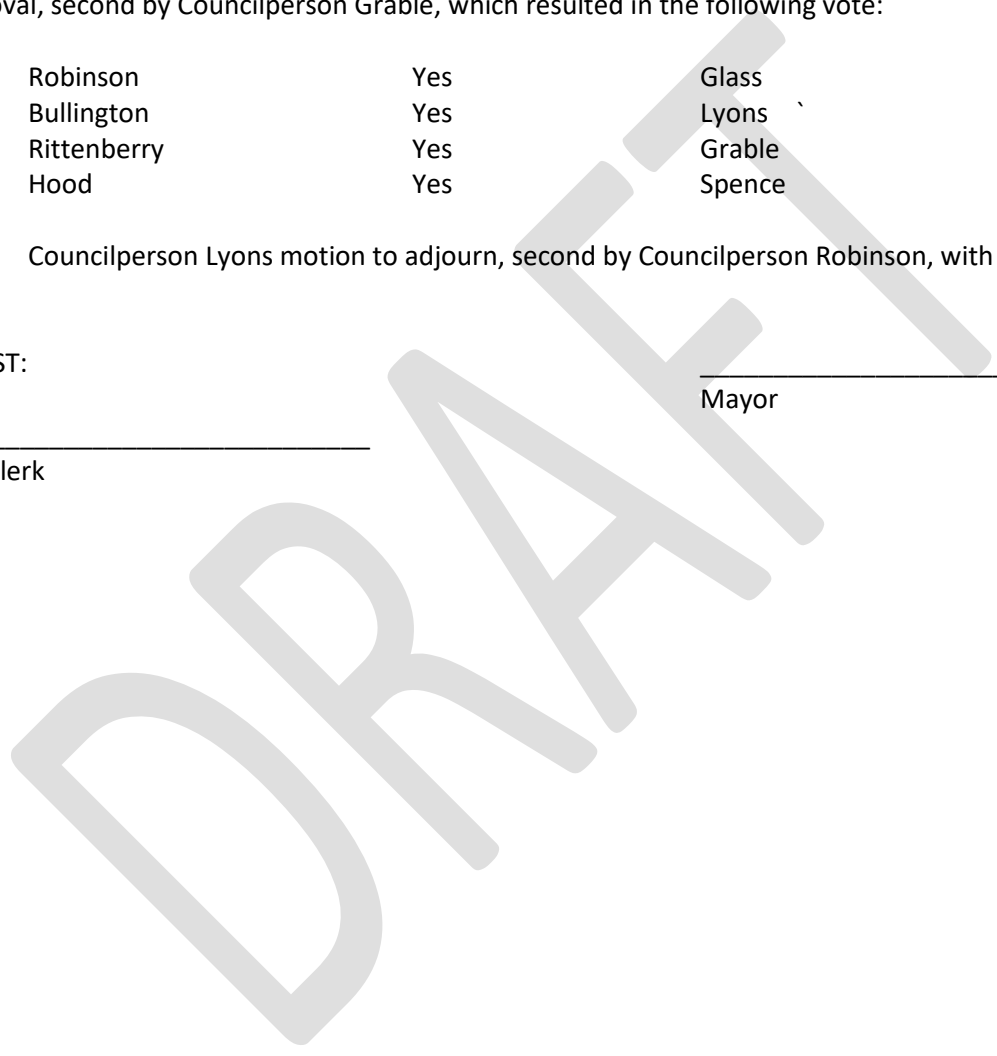 oval, second by Councilperson Grable, which resulted in the following vote:
Robinson Yes Glass
Bullington Yes Lyons `
Rittenberry Yes Grable
Hood Yes Spence
Councilperson Lyons motion to adjourn, second by Councilperson Robinson, with
ST:
Mayor
lerk
DRAFT